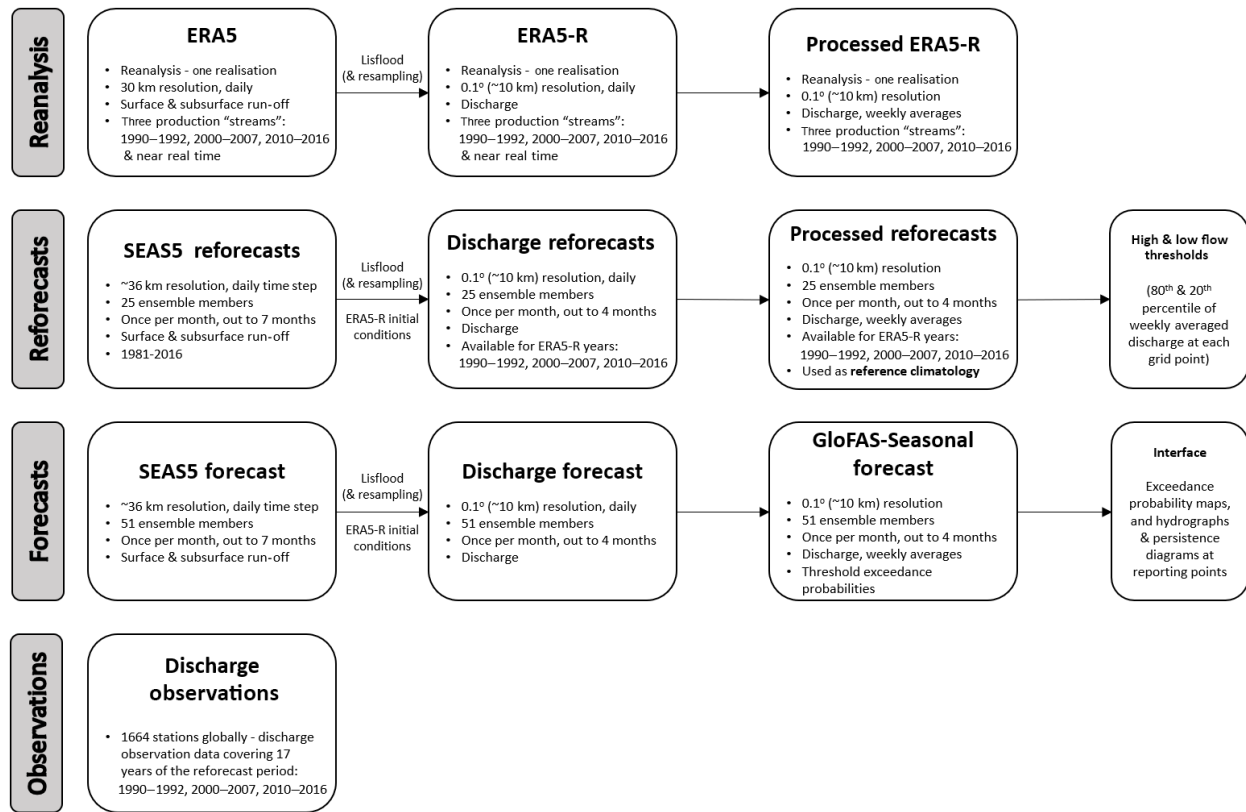 Reanalysis
ERA5
• Reanalysis - one realisation
• 30 km resolution, daily
• Surface & subsurface run-off
• Three production “streams”:
1990–1992, 2000–2007, 2010–2016
& near real time
Lisflood
(& resampling)
ERA5-R
• Reanalysis - one realisation
• 0.1° (~10 km) resolution, daily
• Discharge
• Three production “streams”:
1990–1992, 2000–2007, 2010–2016
& near real time
Processed ERA5-R
• Reanalysis - one realisation
• 0.1° (~10 km) resolution
• Discharge, weekly averages
• Three production “streams”:
1990–1992, 2000–2007, 2010–2016
Reforecasts
SEAS5 reforecasts
• ~36 km resolution, daily time step
• 25 ensemble members
• Once per month, out to 7 months
• Surface & subsurface run-off
• 1981-2016
Lisflood
(& resampling)
ERA5-R initial
conditions
Discharge reforecasts
• 0.1° (~10 km) resolution, daily
• 25 ensemble members
• Once per month, out to 4 months
• Discharge
• Available for ERA5-R years:
1990–1992, 2000–2007, 2010–2016
Processed reforecasts
• 0.1° (~10 km) resolution
• 25 ensemble members
• Once per month, out to 4 months
• Discharge, weekly averages
• Available for ERA5-R years:
1990–1992, 2000–2007, 2010–2016
• Used as reference climatology
High & low flow
thresholds
(80th & 20th
percentile of
weekly averaged
discharge at each
grid point)
Forecasts
SEAS5 forecast
• ~36 km resolution, daily time step
• 51 ensemble members
• Once per month, out to 7 months
• Surface & subsurface run-off
Lisflood
(& resampling)
ERA5-R initial
conditions
Discharge forecast
• 0.1° (~10 km) resolution, daily
• 51 ensemble members
• Once per month, out to 4 months
• Discharge
GloFAS-Seasonal
forecast
• 0.1° (~10 km) resolution
• 51 ensemble members
• Once per month, out to 4 months
• Discharge, weekly averages
• Threshold exceedance
probabilities
Interface
Exceedance
probability maps,
and hydrographs
& persistence
diagrams at
reporting points
Observations
Discharge
observations
• 1664 stations globally - discharge
observation data covering 17
years of the reforecast period:
1990–1992, 2000–2007, 2010–2016